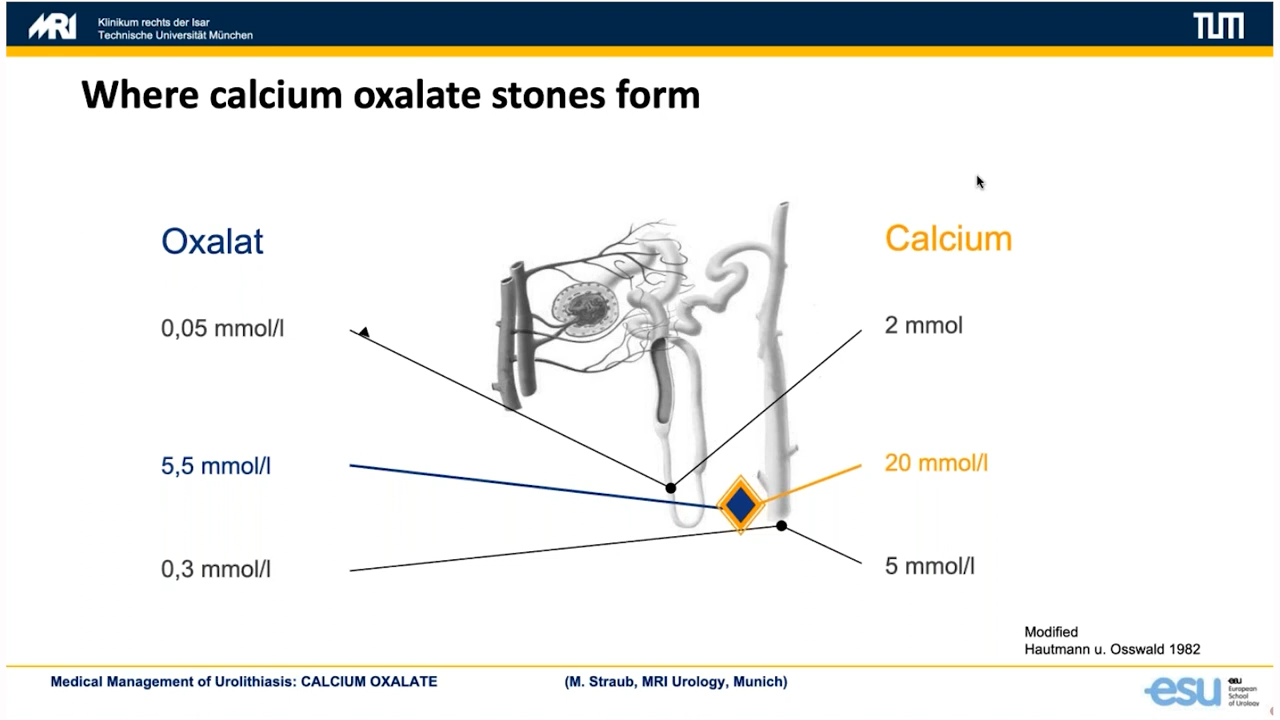 MRI
Klinikum rechts der Isar
Technische Universität München
TUM
Where calcium oxalate stones form
Oxalat
Calcium
0,05 mmol/l
2 mmol
5,5 mmol/l
20 mmol/l
0,3 mmol/l
5 mmol/l
Modified
Hautmann u. Osswald 1982
Medical Management of Urolithiasis: CALCIUM OXALATE
(M. Straub, MRI Urology, Munich)
esu
eau
European
School
of Urology